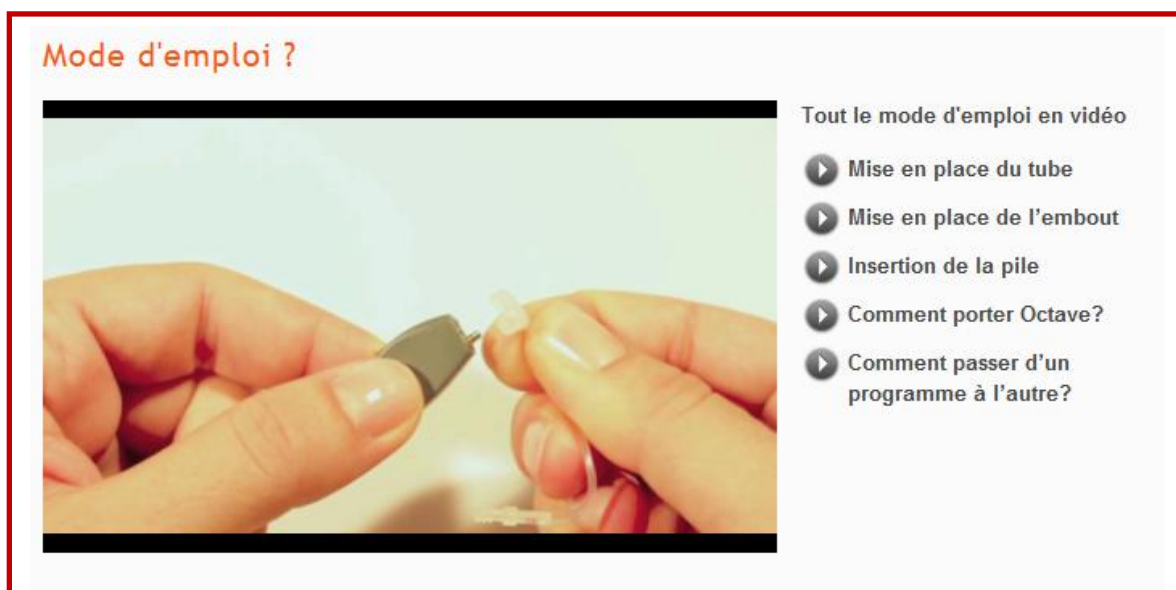 Mode d'emploi ?
Tout le mode d'emploi en vidéo
Mise en place du tube
Mise en place de l’embout
Insertion de la pile
Comment porter Octave?
Comment passer d’un
programme à l’autre?